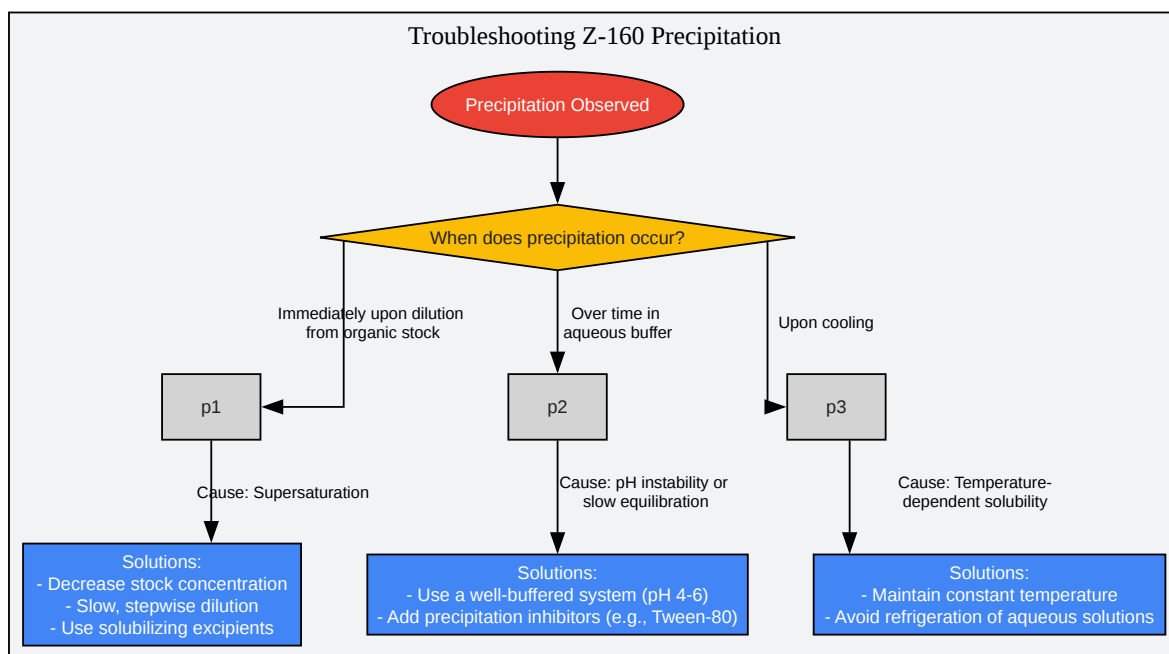 Troubleshooting Z-160 Precipitation
Precipitation Observed
When does precipitation occur?
Immediately upon dilution
from organic stock
Over time in
aqueous buffer
Upon cooling
p1
p2
p3
Cause: Supersaturation
Cause: pH instability or
slow equilibration
Cause: Temperature-
dependent solubility
Solutions:
- Decrease stock concentration
- Slow, stepwise dilution
- Use solubilizing excipients
Solutions:
- Use a well-buffered system (pH 4-6)
- Add precipitation inhibitors (e.g., Tween-80)
Solutions:
- Maintain constant temperature
- Avoid refrigeration of aqueous solutions